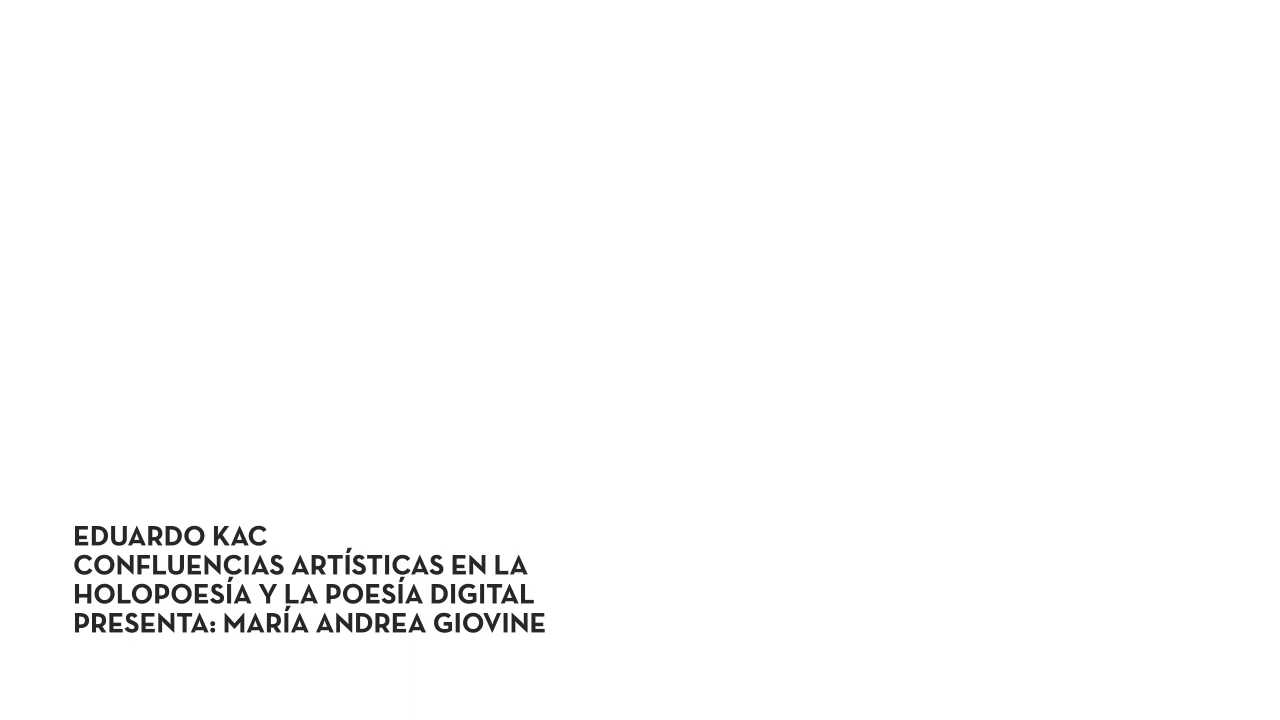 EDUARDO KAC
CONFLUENCIAS ARTÍSTICAS EN LA
HOLOPOESÍA Y LA POESÍA DIGITAL
PRESENTA: MARÍA ANDREA GIOVINE